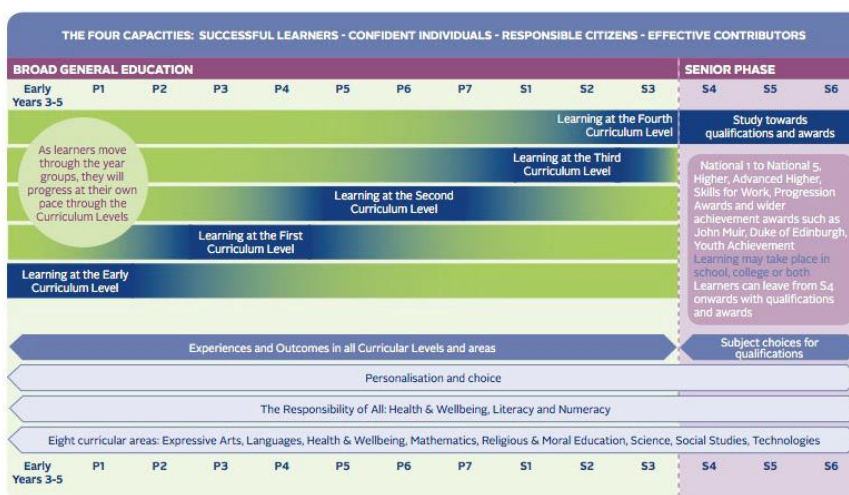 THE FOUR CAPACITIES: SUCCESSFUL LEARNERS - CONFIDENT INDIVIDUALS - RESPONSIBLE CITIZENS - EFFECTIVE CONTRIBUTORS
BROAD GENERAL EDUCATION
SENIOR PHASE
Early P1 P2 P3 P4 P5 P6 P7 S1 S2 S3 S4 S5 S6
Years 3-5
Learning at the Fourth
Curriculum Level
Study towards
qualifications and awards
As learners move
through the year
groups, they will
progress at their own
pace through the
Curriculum Levels
Learning at the Third
Curriculum Level
Learning at the Second
Curriculum Level
Learning at the First
Curriculum Level
Learning at the Early
Curriculum Level
National 1 to National 5,
Higher, Advanced Higher,
Skills for Work, Progression
Awards and wider
achievement awards such as
John Muir, Duke of Edinburgh,
Youth Achievement
Learning may take place in
school, college or both
Learners can leave from S4
onwards with qualifications
and awards
Experiences and Outcomes in all Curricular Levels and areas
Subject choices for
qualifications
Personalisation and choice
The Responsibility of All: Health & Wellbeing, Literacy and Numeracy
Eight curricular areas: Expressive Arts, Languages, Health & Wellbeing, Mathematics, Religious & Moral Education, Science, Social Studies, Technologies
Early P1 P2 P3 P4 P5 P6 P7 S1 S2 S3 S4 S5 S6
Years 3-5